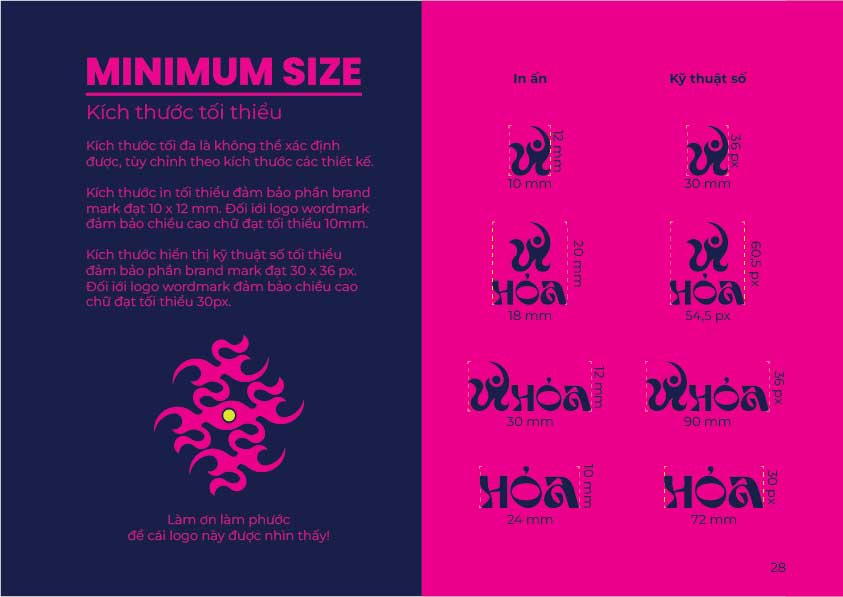 MINIMUM SIZE
Kích thước tối thiểu
Kích thước tối đa là không thể xác định
được, tùy chỉnh theo kích thước các thiết kế.
Kích thước in tối thiểu đảm bảo phần brand
mark đạt 10 x 12 mm. Đối iới logo wordmark
đảm bảo chiều cao chữ đạt tối thiểu 10mm.
Kích thước hiển thị kỹ thuật số tối thiểu
đảm bảo phần brand mark đạt 30 x 36 px.
Đối iới logo wordmark đảm bảo chiều cao
chữ đạt tối thiểu 30px.
Làm ơn làm phước
để cái logo này được nhìn thấy!
In ấn
Kỹ thuật số
12 mm
10 mm
36 px
30 mm
HỎA
20 mm
18 mm
HỎA
60,5 px
54,5 px
HỎA
12 mm
30 mm
HỎA
36 px
90 mm
HỎA
10 mm
24 mm
HỎA
30 px
72 mm
28